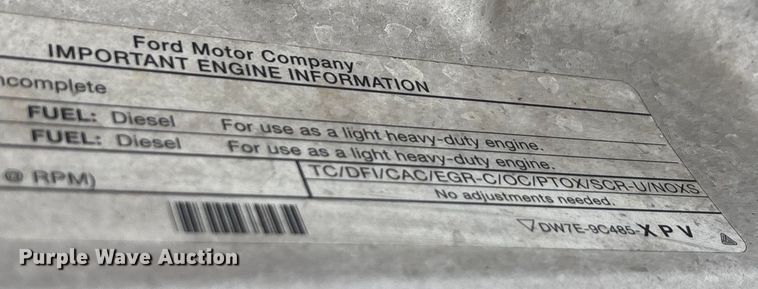 Ford Motor Company
IMPORTANT ENGINE INFORMATION
ncomplete
FUEL: Diesel For use as a light heavy-duty engine.
FUEL: Diesel For use as a light heavy-duty engine.
@ RPM) TC/DFI/CAC/EGR-C/OC/PTOX/SCR-U/NOXS
No adjustments needed.
DW7E-9C485-XPV
Purple Wave Auction